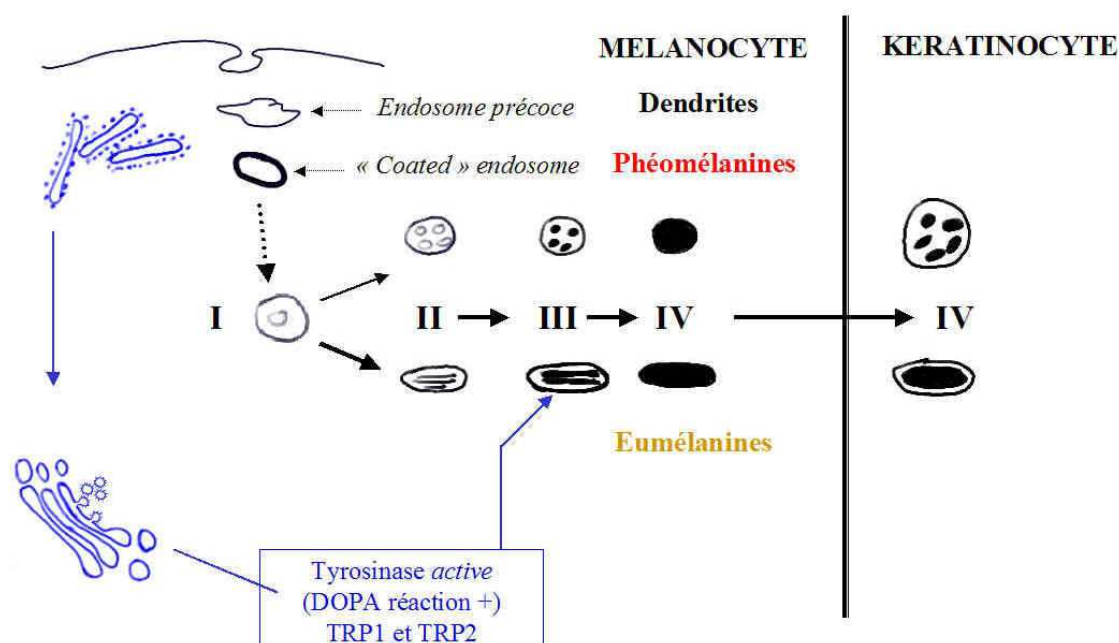 MELANOCYTE
KERATINOCYTE
Endosome précoce
Dendrites
« Coated » endosome
Phéomélanines
I
II
III
IV
IV
Eumélanines
Tyrosinase active
(DOPA réaction +)
TRP1 et TRP2